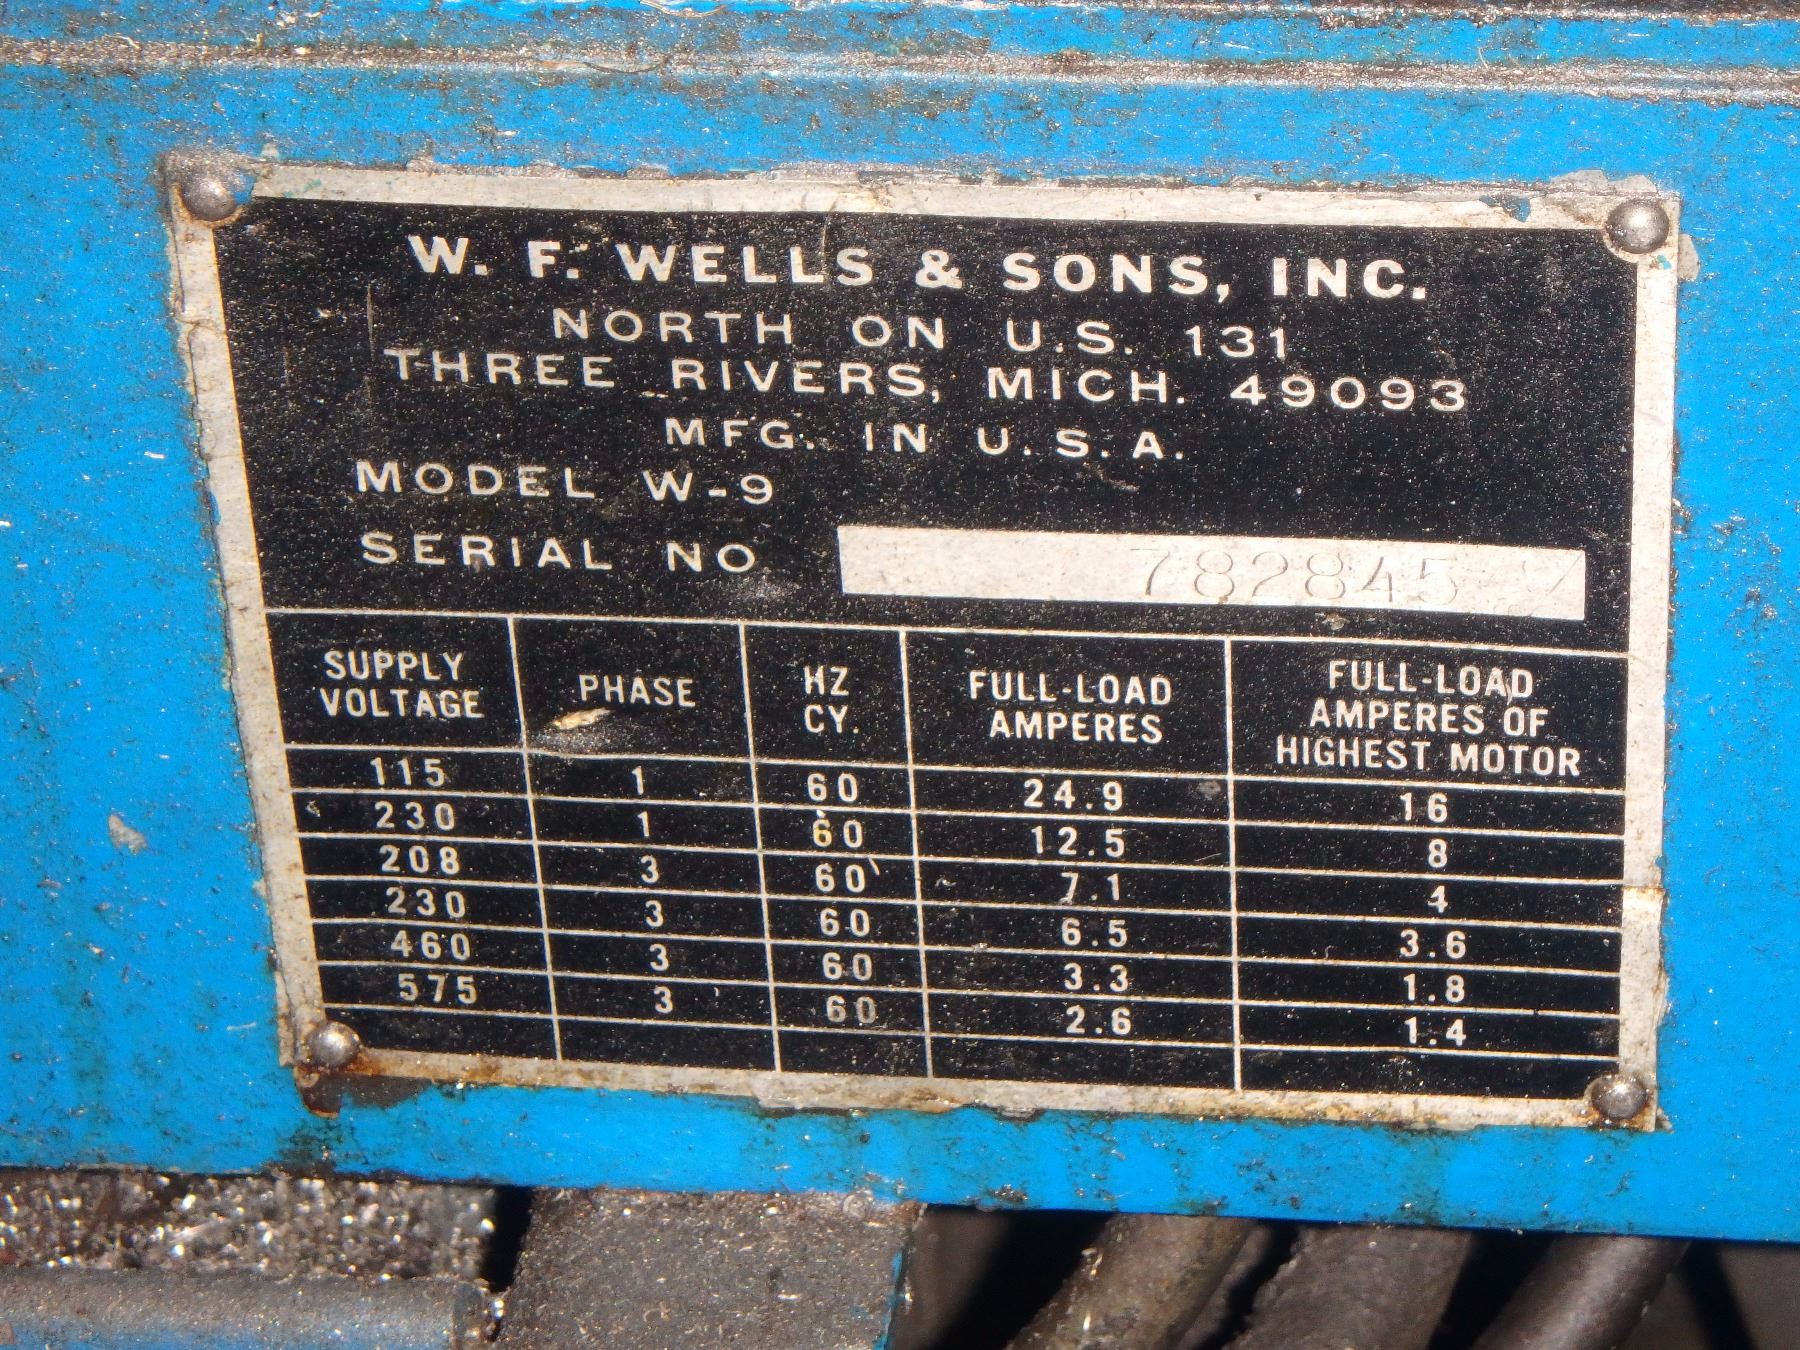 W. F. WELLS & SONS, INC.
NORTH ON U.S. 131
THREE RIVERS, MICH. 49093
MFG. IN U.S.A.
MODEL W-9
SERIAL NO 782845
SUPPLY VOLTAGE PHASE HZ CY. FULL-LOAD AMPERES FULL-LOAD AMPERES OF HIGHEST MOTOR
115 1 60 24.9 16
230 1 60 12.5 8
208 3 60 7.1 4
230 3 60 6.5 3.6
460 3 60 3.3 1.8
575 3 60 2.6 1.4